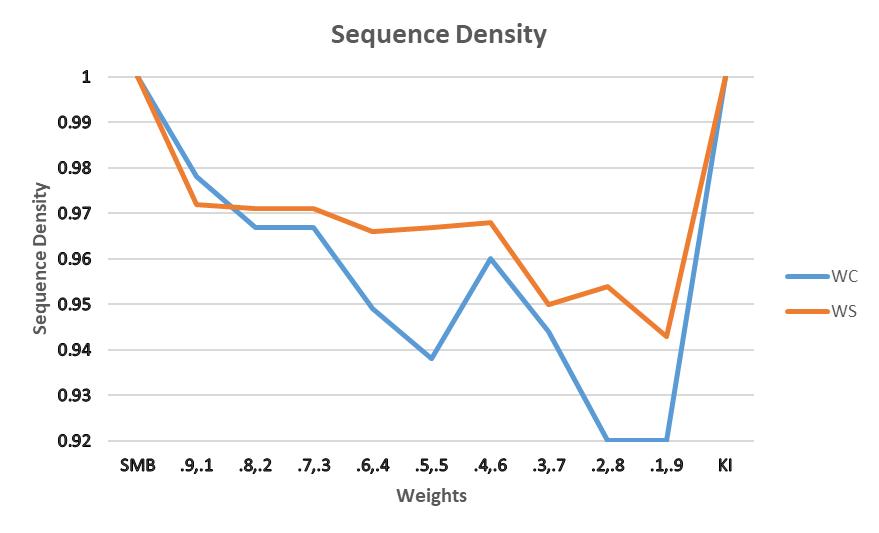 Sequence Density
1
0.99
0.98
0.97
0.96
0.95
0.94
0.93
0.92
Sequence Density
SMB .9,.1 .8,.2 .7,.3 .6,.4 .5,.5 .4,.6 .3,.7 .2,.8 .1,.9 KI
Weights
WC
WS